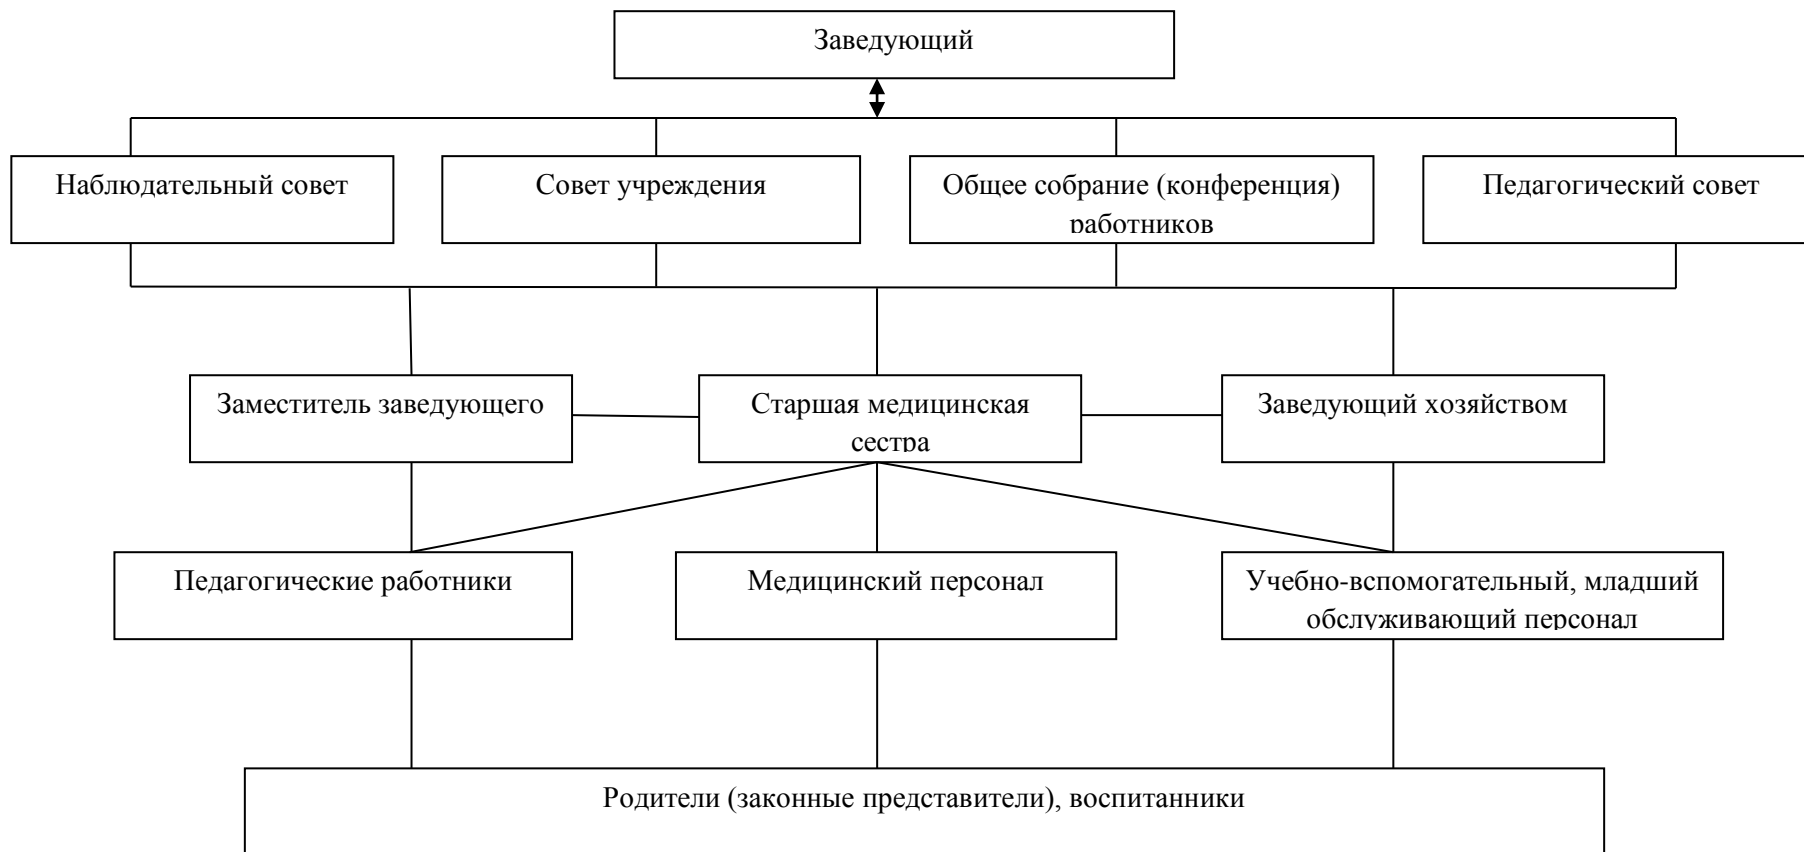 Заведующий
Наблюдательный совет
Совет учреждения
Общее собрание (конференция)
работников
Педагогический совет
Заместитель заведующего
Старшая медицинская
сестра
Заведующий хозяйством
Педагогические работники
Медицинский персонал
Учебно-вспомогательный, младший
обслуживающий персонал
Родители (законные представители), воспитанники